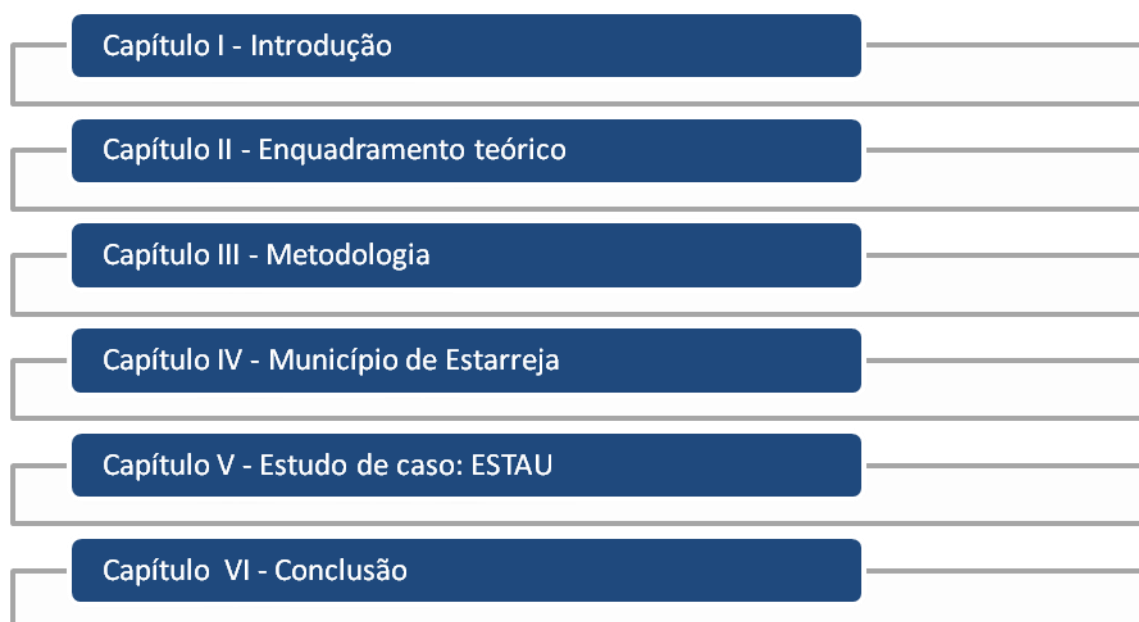 Capítulo I - Introdução
Capítulo II - Enquadramento teórico
Capítulo III - Metodologia
Capítulo IV - Município de Estarreja
Capítulo V - Estudo de caso: ESTAU
Capítulo  VI - Conclusão